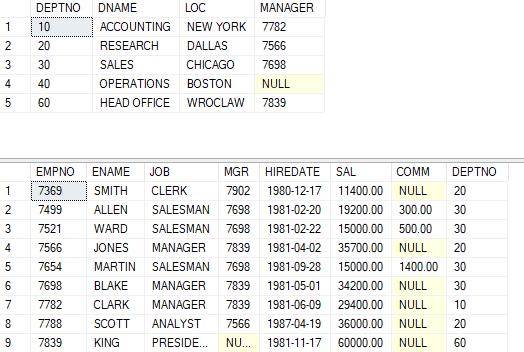 DEPTNO DNAME LOC MANAGER
1 10 ACCOUNTING NEW YORK 7782
2 20 RESEARCH DALLAS 7566
3 30 SALES CHICAGO 7698
4 40 OPERATIONS BOSTON NULL
5 60 HEAD OFFICE WROCLAW 7839
EMPNO ENAME JOB MGR HIREDATE SAL COMM DEPTNO
1 7369 SMITH CLERK 7902 1980-12-17 11400.00 NULL 20
2 7499 ALLEN SALESMAN 7698 1981-02-20 19200.00 300.00 30
3 7521 WARD SALESMAN 7698 1981-02-22 15000.00 500.00 30
4 7566 JONES MANAGER 7839 1981-04-02 35700.00 NULL 20
5 7654 MARTIN SALESMAN 7698 1981-09-28 15000.00 1400.00 30
6 7698 BLAKE MANAGER 7839 1981-05-01 34200.00 NULL 30
7 7782 CLARK MANAGER 7839 1981-06-09 29400.00 NULL 10
8 7788 SCOTT ANALYST 7566 1987-04-19 36000.00 NULL 20
9 7839 KING PRESIDE... NU... 1981-11-17 60000.00 NULL 60